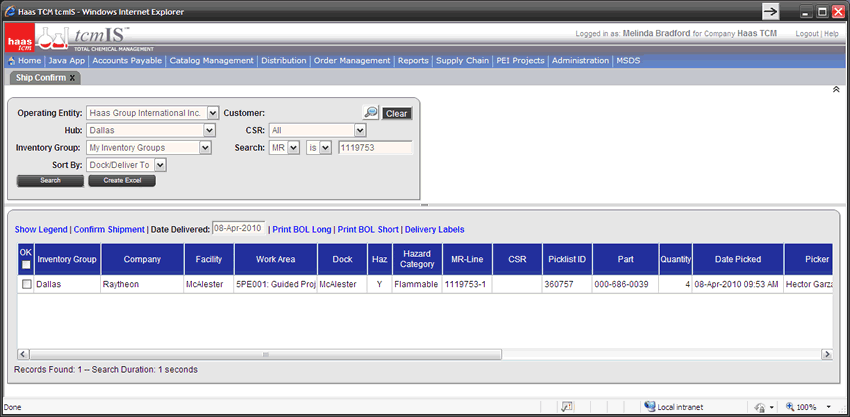 Haas TCM tcmIS - Windows Internet Explorer
haas tcm
tcmIS™
TOTAL CHEMICAL MANAGEMENT
Logged in as: Melinda Bradford for Company Haas TCM
Logout | Help
Home | Java App | Accounts Payable | Catalog Management | Distribution | Order Management | Reports | Supply Chain | PEI Projects | Administration | MSDS
Ship Confirm x
Operating Entity: Haas Group International Inc. Customer: Clear
Hub: Dallas CSR: All
Inventory Group: My Inventory Groups Search: MR is 1119753
Sort By: Dock/Deliver To
Search Create Excel
Show Legend | Confirm Shipment | Date Delivered: 08-Apr-2010 | Print BOL Long | Print BOL Short | Delivery Labels
OK Inventory Group Company Facility Work Area Dock Haz Hazard Category MR-Line CSR Picklist ID Part Quantity Date Picked Picker
Dallas Raytheon McAlester 5PE001: Guided Proj McAlester Y Flammable 1119753-1 360757 000-686-0039 4 08-Apr-2010 09:53 AM Hector Garza
Records Found: 1 -- Search Duration: 1 seconds
Done Local intranet 100%